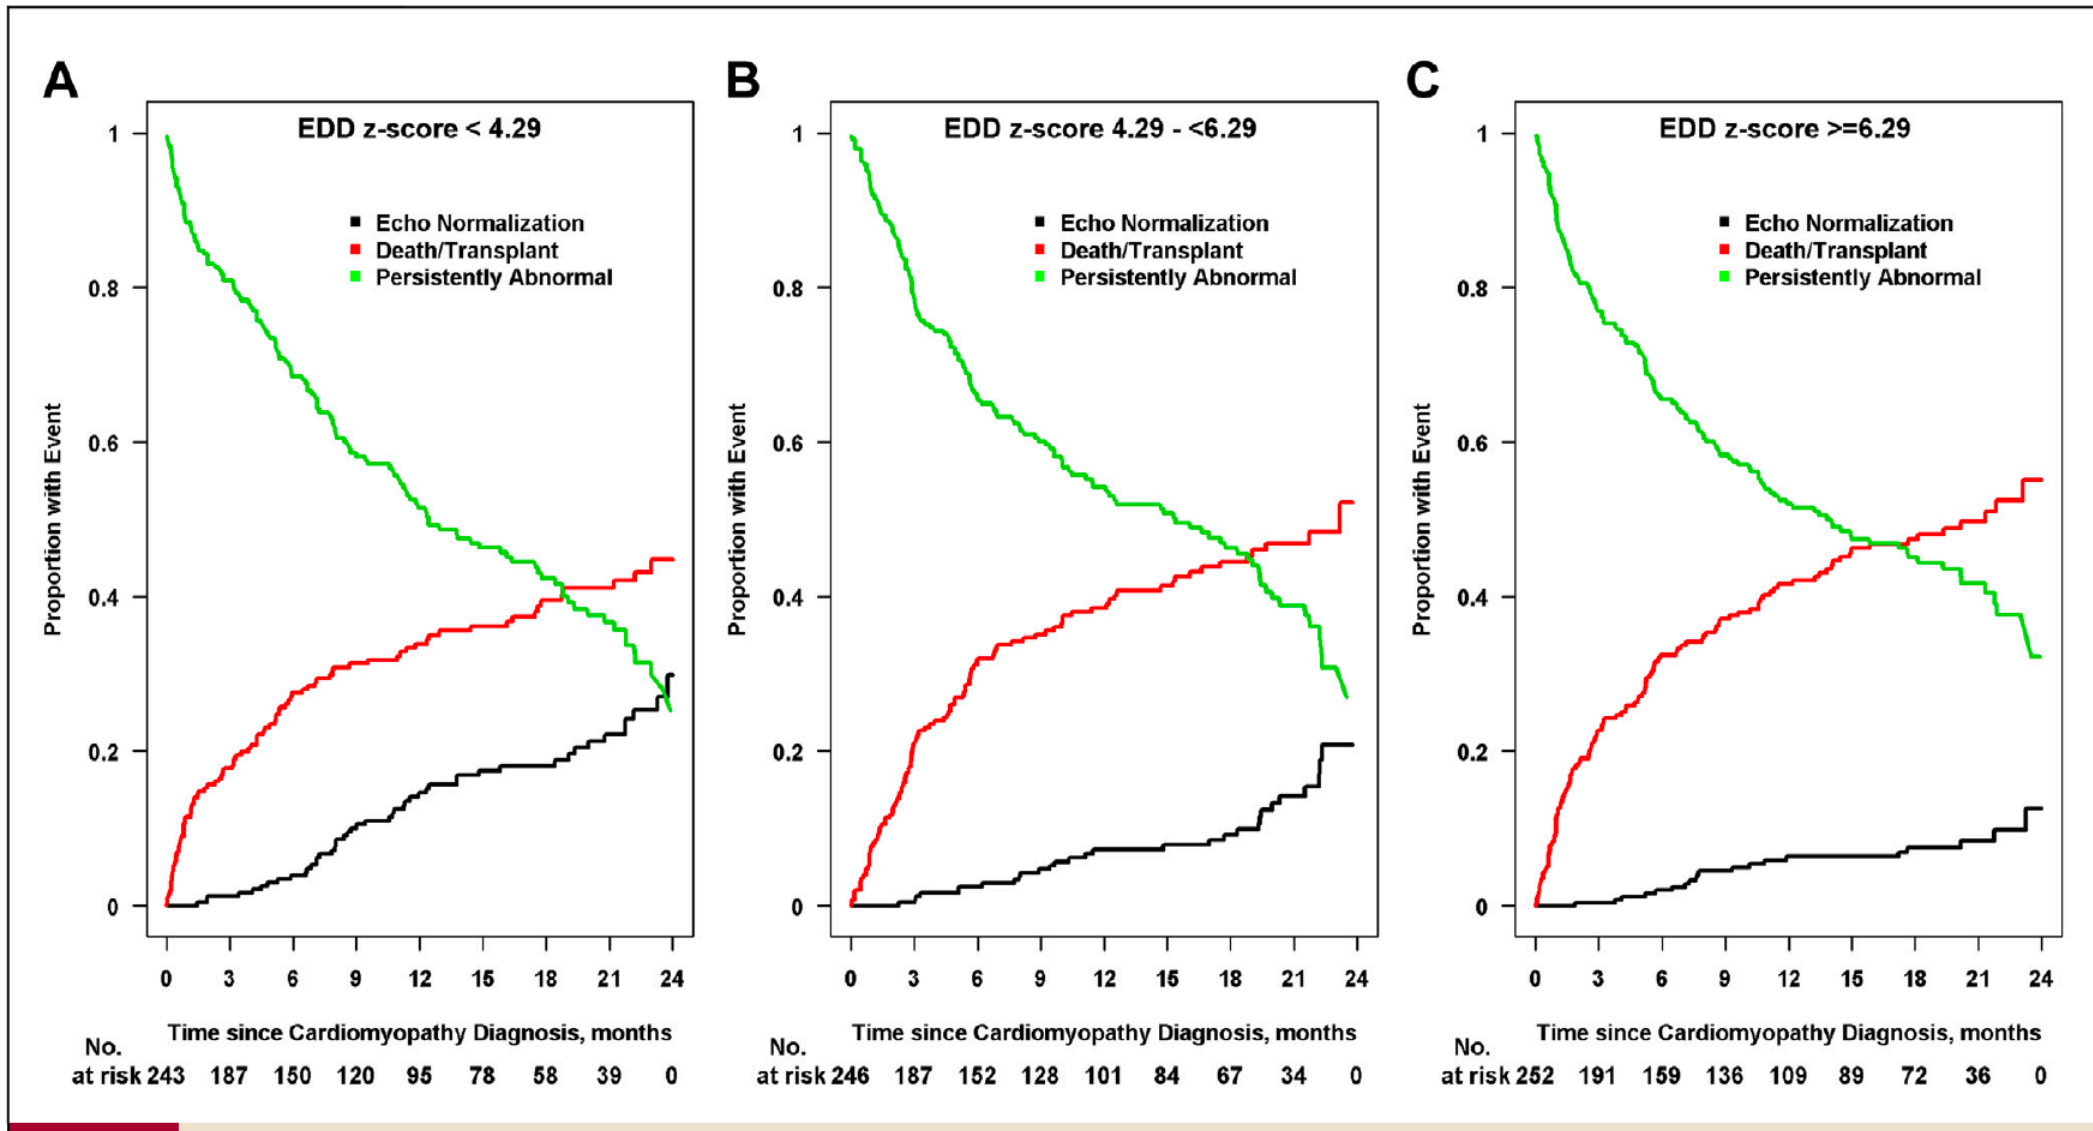 A
EDD z-score < 4.29
Echo Normalization
Death/Transplant
Persistently Abnormal
Proportion with Event
1
0.8
0.6
0.4
0.2
0
0 3 6 9 12 15 18 21 24
Time since Cardiomyopathy Diagnosis, months
No.
at risk 243 187 150 120 95 78 58 39 0
B
EDD z-score 4.29 - <6.29
Echo Normalization
Death/Transplant
Persistently Abnormal
Proportion with Event
1
0.8
0.6
0.4
0.2
0
0 3 6 9 12 15 18 21 24
Time since Cardiomyopathy Diagnosis, months
No.
at risk 246 187 152 128 101 84 67 34 0
C
EDD z-score >=6.29
Echo Normalization
Death/Transplant
Persistently Abnormal
Proportion with Event
1
0.8
0.6
0.4
0.2
0
0 3 6 9 12 15 18 21 24
Time since Cardiomyopathy Diagnosis, months
No.
at risk 252 191 159 136 109 89 72 36 0